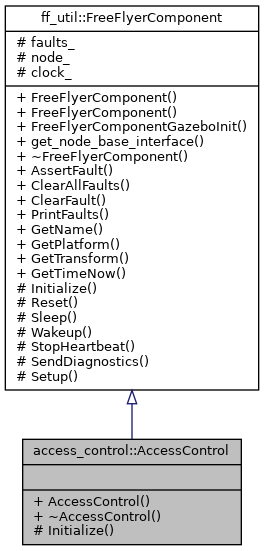 ff_util::FreeFlyerComponent
# faults_
# node_
# clock_
+ FreeFlyerComponent()
+ FreeFlyerComponent()
+ FreeFlyerComponentGazeboInit()
+ get_node_base_interface()
+ ~FreeFlyerComponent()
+ AssertFault()
+ ClearAllFaults()
+ ClearFault()
+ PrintFaults()
+ GetName()
+ GetPlatform()
+ GetTransform()
+ GetTimeNow()
# Initialize()
# Reset()
# Sleep()
# Wakeup()
# StopHeartbeat()
# SendDiagnostics()
# Setup()
access_control::AccessControl
+ AccessControl()
+ ~AccessControl()
# Initialize()